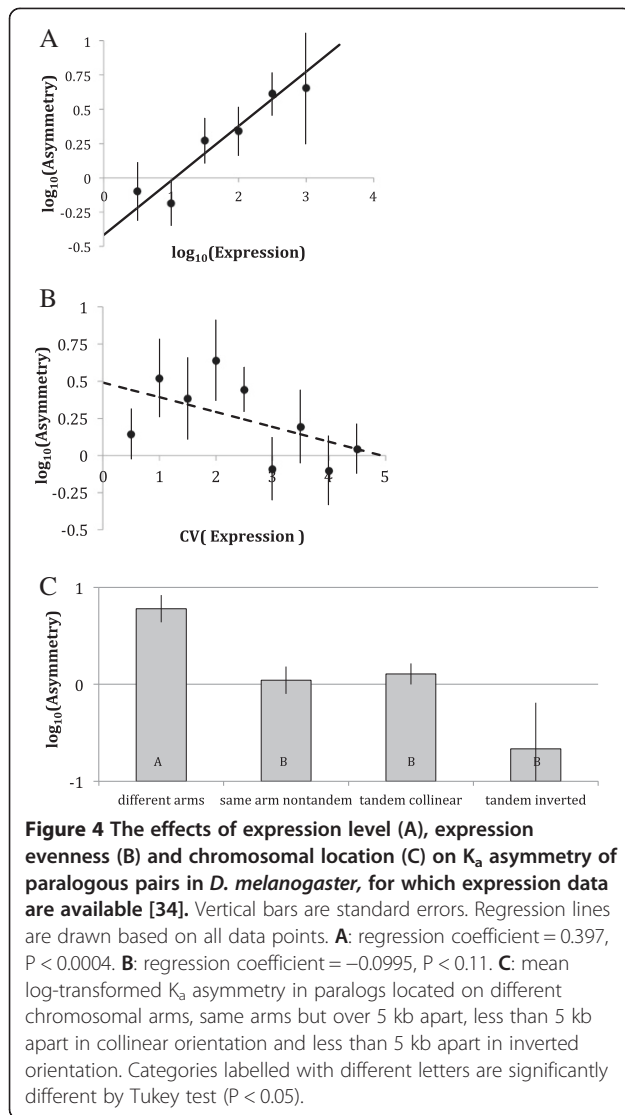 A
1
0.75
0.5
0.25
0
-0.25
-0.5
0 1 2 3 4
log10(Asymmetry)
log10(Expression)
B
1
0.75
0.5
0.25
0
-0.25
-0.5
0 1 2 3 4 5
log10(Asymmetry)
CV( Expression )
C
1
0
-1
log10(Asymmetry)
A B B B
different arms same arm nontandem tandem collinear tandem inverted
Figure 4 The effects of expression level (A), expression
evenness (B) and chromosomal location (C) on Ka asymmetry of
paralogous pairs in D. melanogaster, for which expression data
are available [34]. Vertical bars are standard errors. Regression lines
are drawn based on all data points. A: regression coefficient = 0.397,
P < 0.0004. B: regression coefficient = −0.0995, P < 0.11. C: mean
log-transformed Ka asymmetry in paralogs located on different
chromosomal arms, same arms but over 5 kb apart, less than 5 kb
apart in collinear orientation and less than 5 kb apart in inverted
orientation. Categories labelled with different letters are significantly
different by Tukey test (P < 0.05).